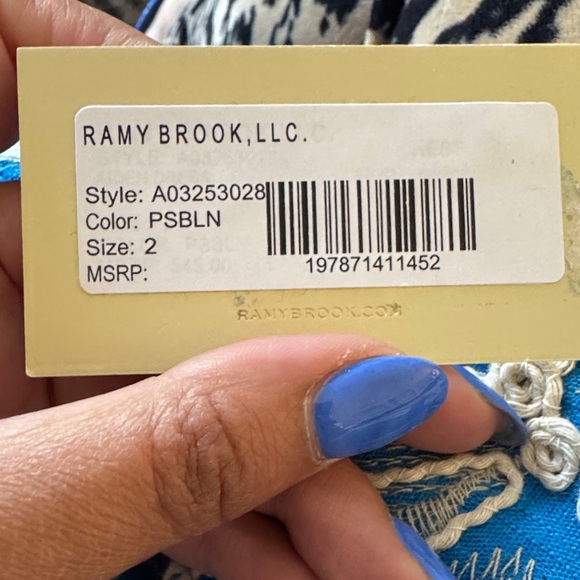 RAMY BROOK,LLC.
Style: A03253028
Color: PSBLN
Size: 2
MSRP:
197871411452
RAMYBROOK.COM